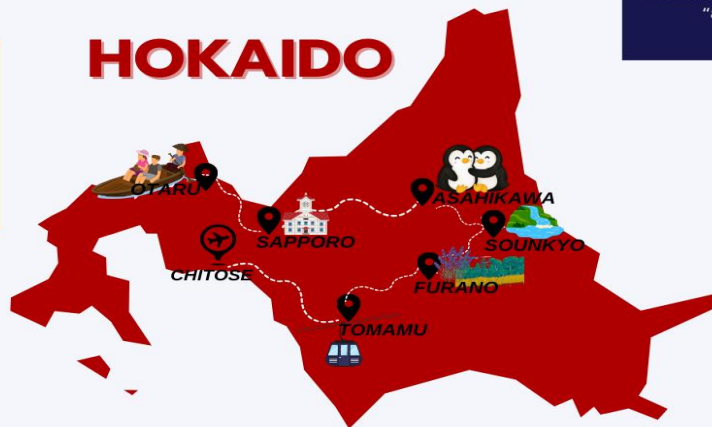 HOKAIDO
OTARU
ASAHIKAWA
SAPPORO
SOUNKYO
CHITOSE
FURANO
TOMAMU